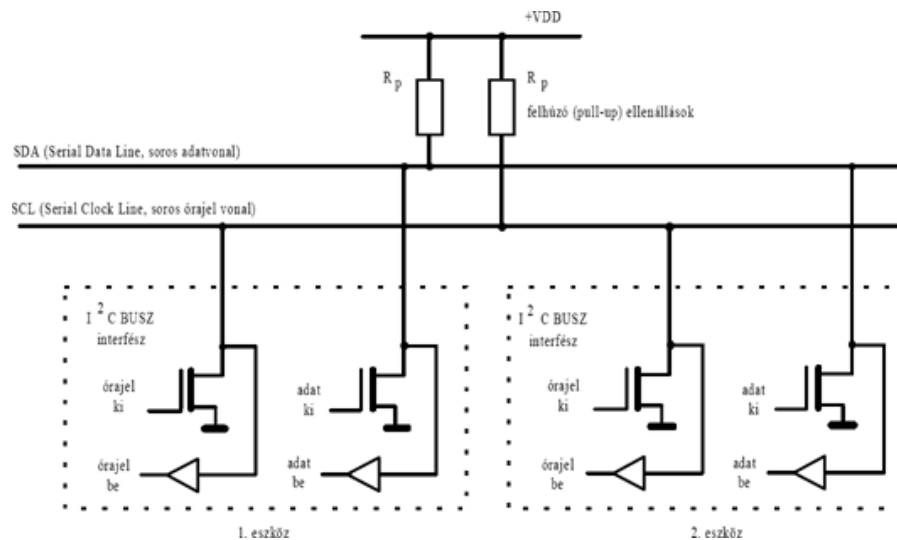 +VDD
R p
R p
felhúzó (pull-up) ellenállások
SDA (Serial Data Line, soros adatvonal)
SCL (Serial Clock Line, soros órajel vonal)
I 2 C BUSZ
interfész
órajel
ki
adat
ki
órajel
be
adat
be
1. eszköz
I 2 C BUSZ
interfész
órajel
ki
adat
ki
órajel
be
adat
be
2. eszköz